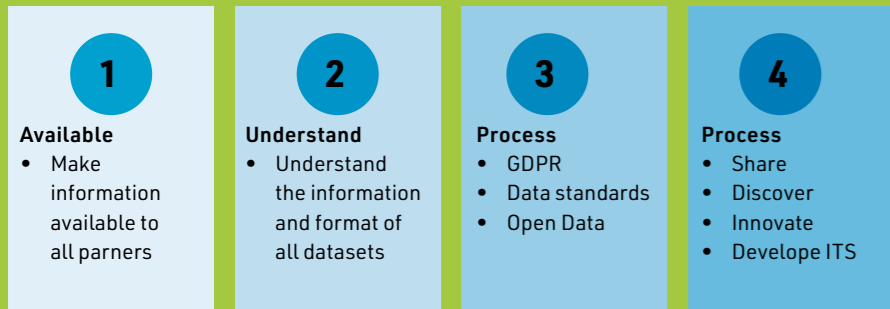 1
Available
• Make
information
available to
all parners
2
Understand
• Understand
the information
and format of
all datasets
3
Process
• GDPR
• Data standards
• Open Data
4
Process
• Share
• Discover
• Innovate
• Develope ITS